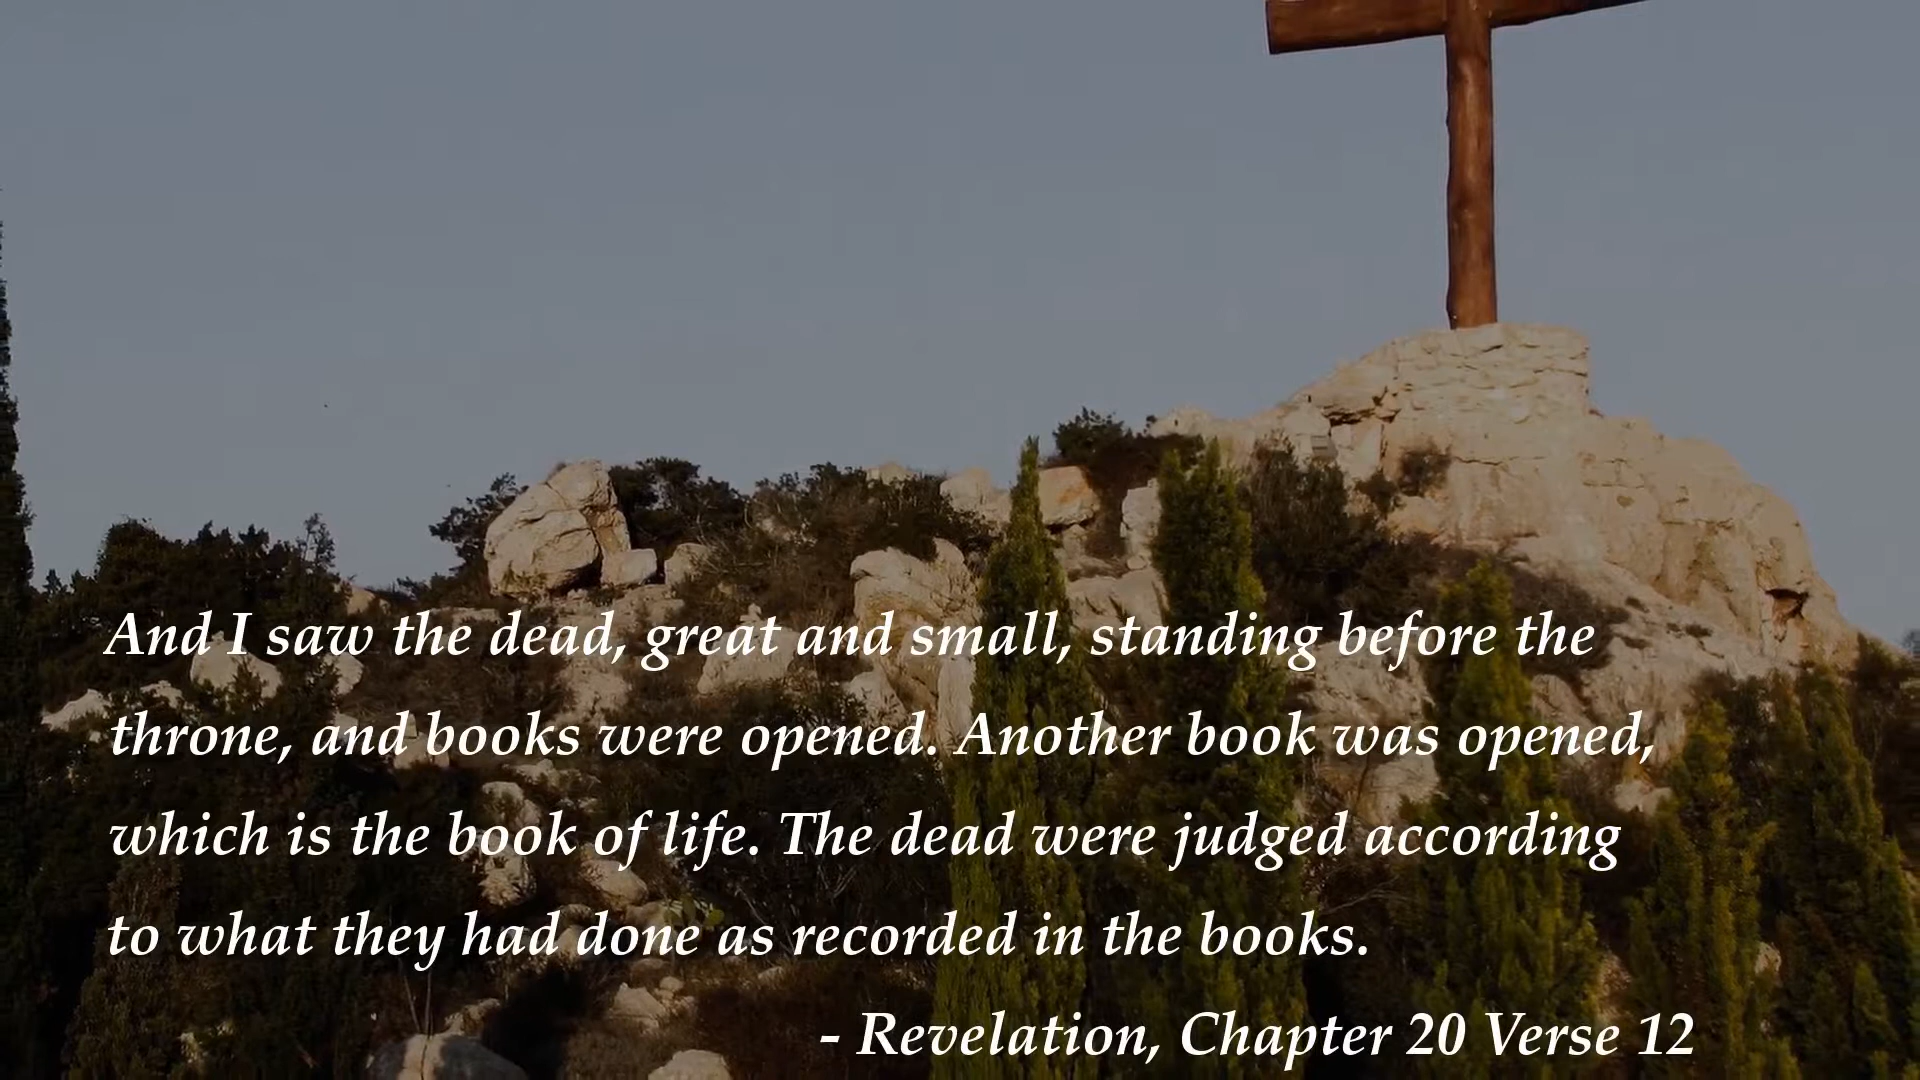 And I saw the dead, great and small, standing before the
throne, and books were opened. Another book was opened,
which is the book of life. The dead were judged according
to what they had done as recorded in the books.
- Revelation, Chapter 20 Verse 12